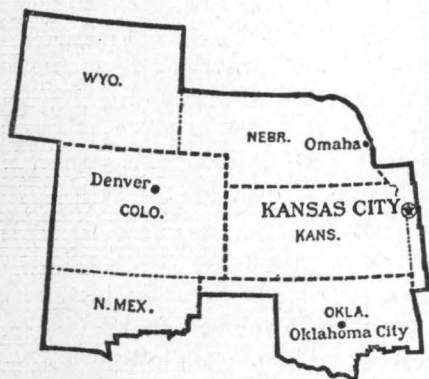 WYO.
NEBR.
Omaha
Denver
COLO.
KANSAS CITY
KANS.
N. MEX.
OKLA.
Oklahoma City